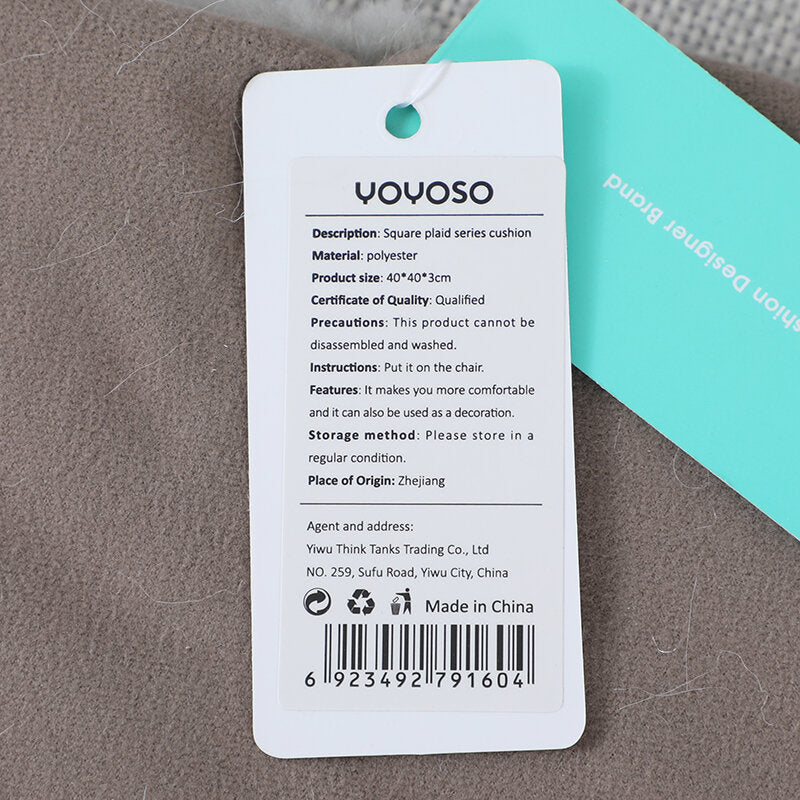 YOYOSO
Description: Square plaid series cushion
Material: polyester
Product size: 40*40*3cm
Certificate of Quality: Qualified
Precautions: This product cannot be
disassembled and washed.
Instructions: Put it on the chair.
Features: It makes you more comfortable
and it can also be used as a decoration.
Storage method: Please store in a
regular condition.
Place of Origin: Zhejiang
Agent and address:
Yiwu Think Tanks Trading Co., Ltd
NO. 259, Sufu Road, Yiwu City, China
Made in China
6 923492 791604
Designer Brand